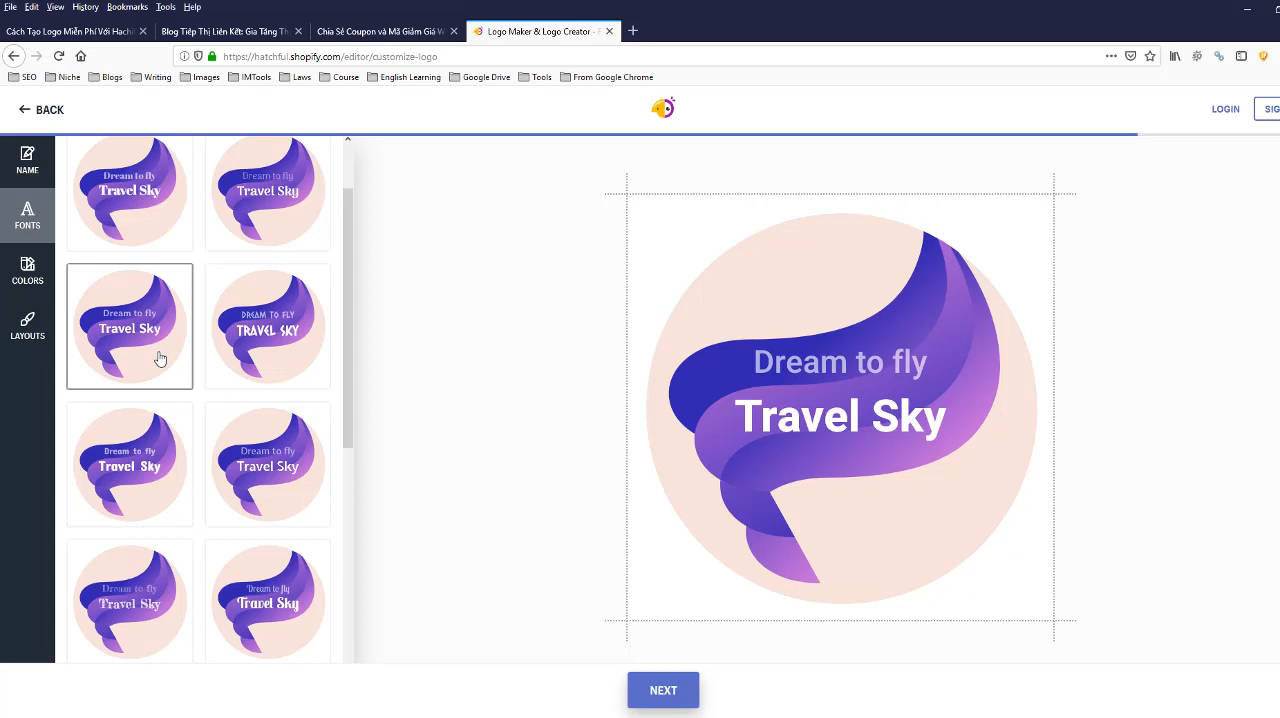 File Edit View History Bookmarks Tools Help
Cách Tạo Logo Miễn Phí Với Hachi
Blog Tiếp Thị Liên Kết: Gia Tăng Th
Chia Sẻ Coupon và Mã Giảm Giá W
Logo Maker & Logo Creator - F
https://hatchful.shopify.com/editor/customize-logo
SEO Niche Blogs Writing Images IMTools Laws Course English Learning Google Drive Tools From Google Chrome
BACK
LOGIN
SIG
NAME
FONTS
COLORS
LAYOUTS
Dream to fly
Travel Sky
Dream to fly
Travel Sky
Dream to fly
Travel Sky
DREAM TO FLY
TRAVEL SKY
Dream to fly
Travel Sky
Dream to fly
Travel Sky
Dream to fly
Travel Sky
Dream to fly
Travel Sky
Dream to fly
Travel Sky
NEXT